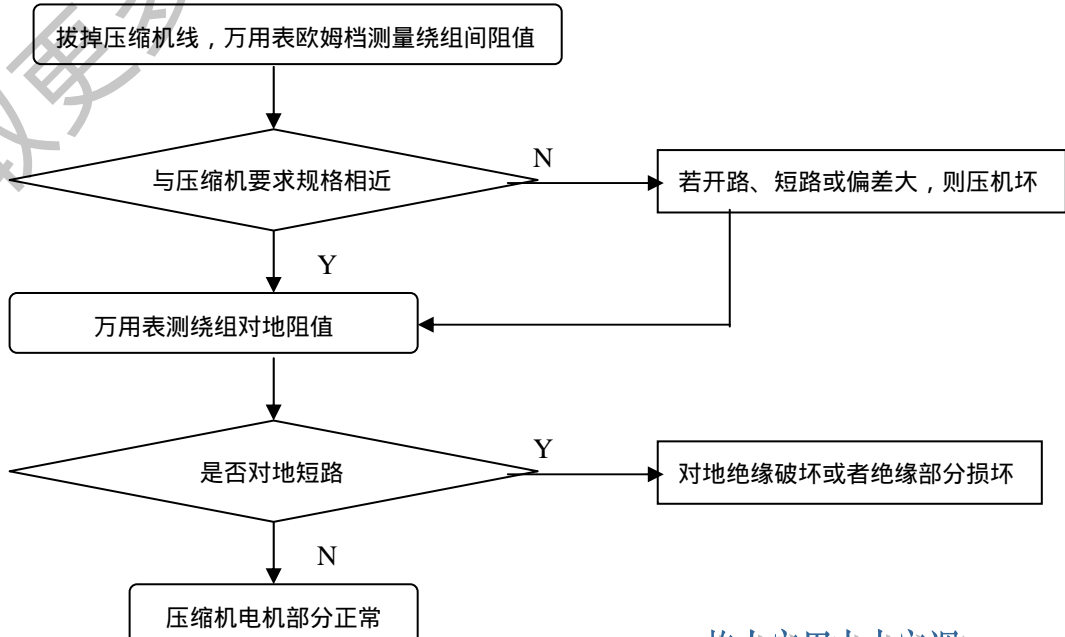 拔掉压缩机线，万用表欧姆档测量绕组间阻值
与压缩机要求规格相近
N
若开路、短路或偏差大，则压机坏
Y
万用表测绕组对地阻值
是否对地短路
Y
对地绝缘破坏或者绝缘部分损坏
N
压缩机电机部分正常